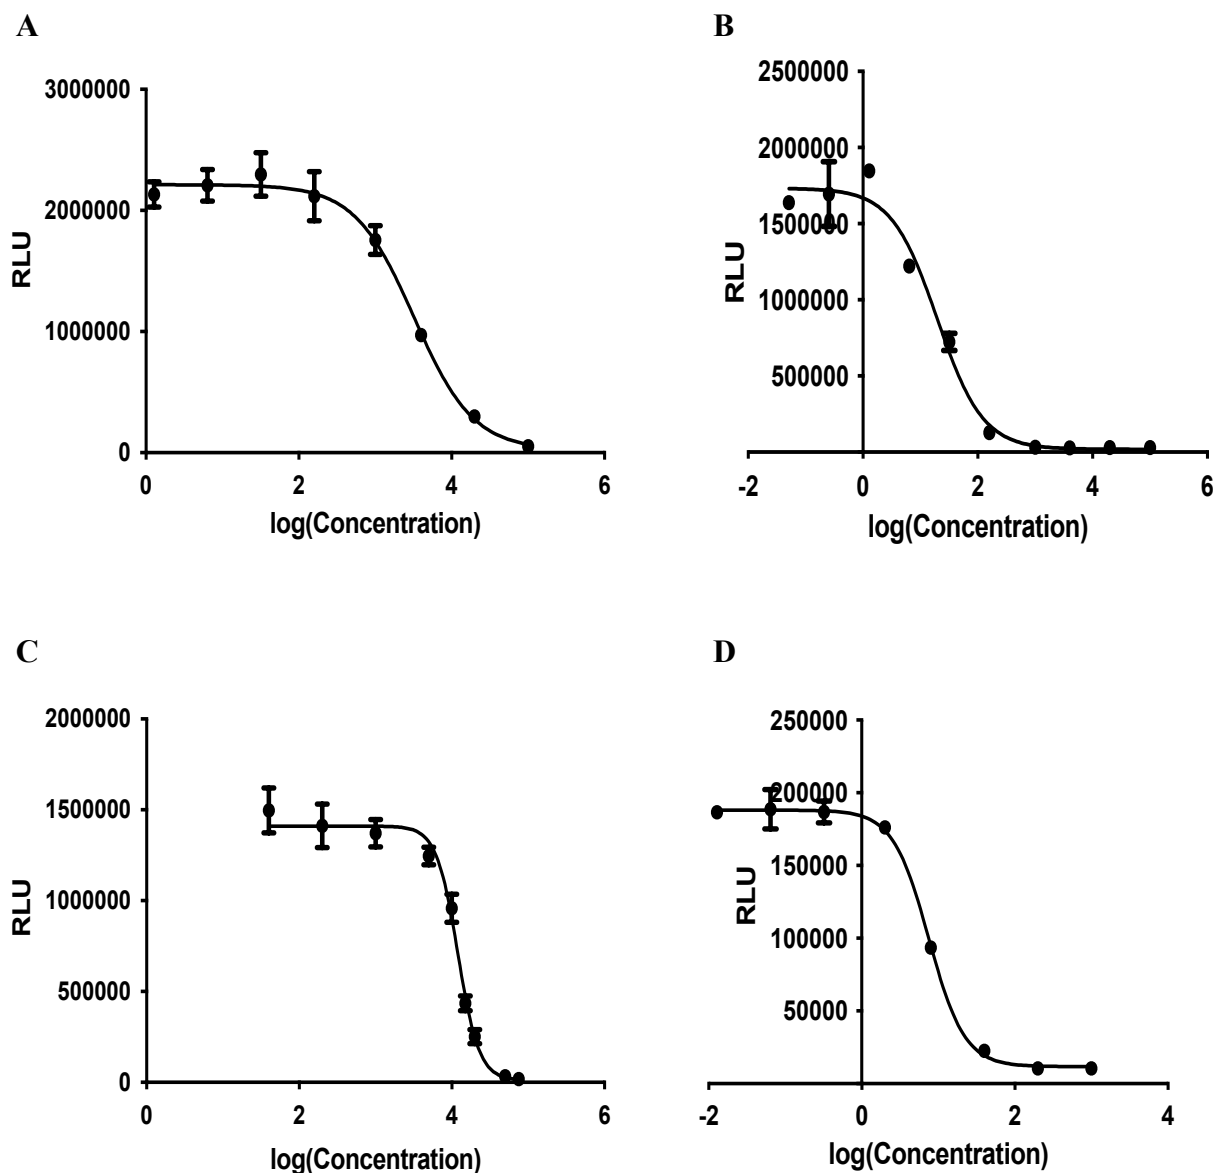 A
3000000
2000000
1000000
0
RLU
0 2 4 6
log(Concentration)
B
2500000
2000000
1500000
1000000
500000
RLU
-2 0 2 4 6
log(Concentration)
C
2000000
1500000
1000000
500000
0
RLU
0 2 4 6
log(Concentration)
D
250000
200000
150000
100000
50000
RLU
-2 0 2 4
log(Concentration)